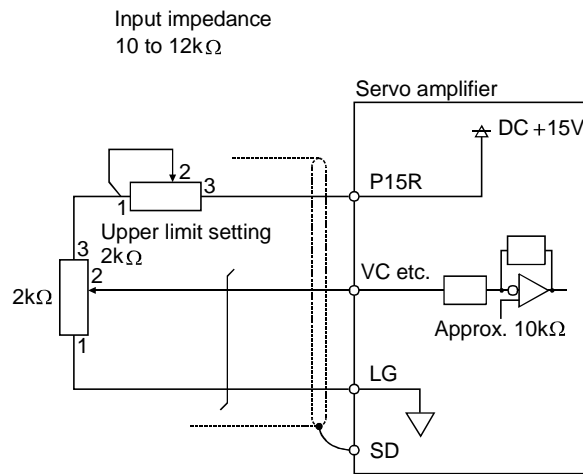 Input impedance
10 to 12kΩ
Servo amplifier
DC +15V
2
3
P15R
1
Upper limit setting
2kΩ
3
2
2kΩ
VC etc.
Approx. 10kΩ
1
LG
SD